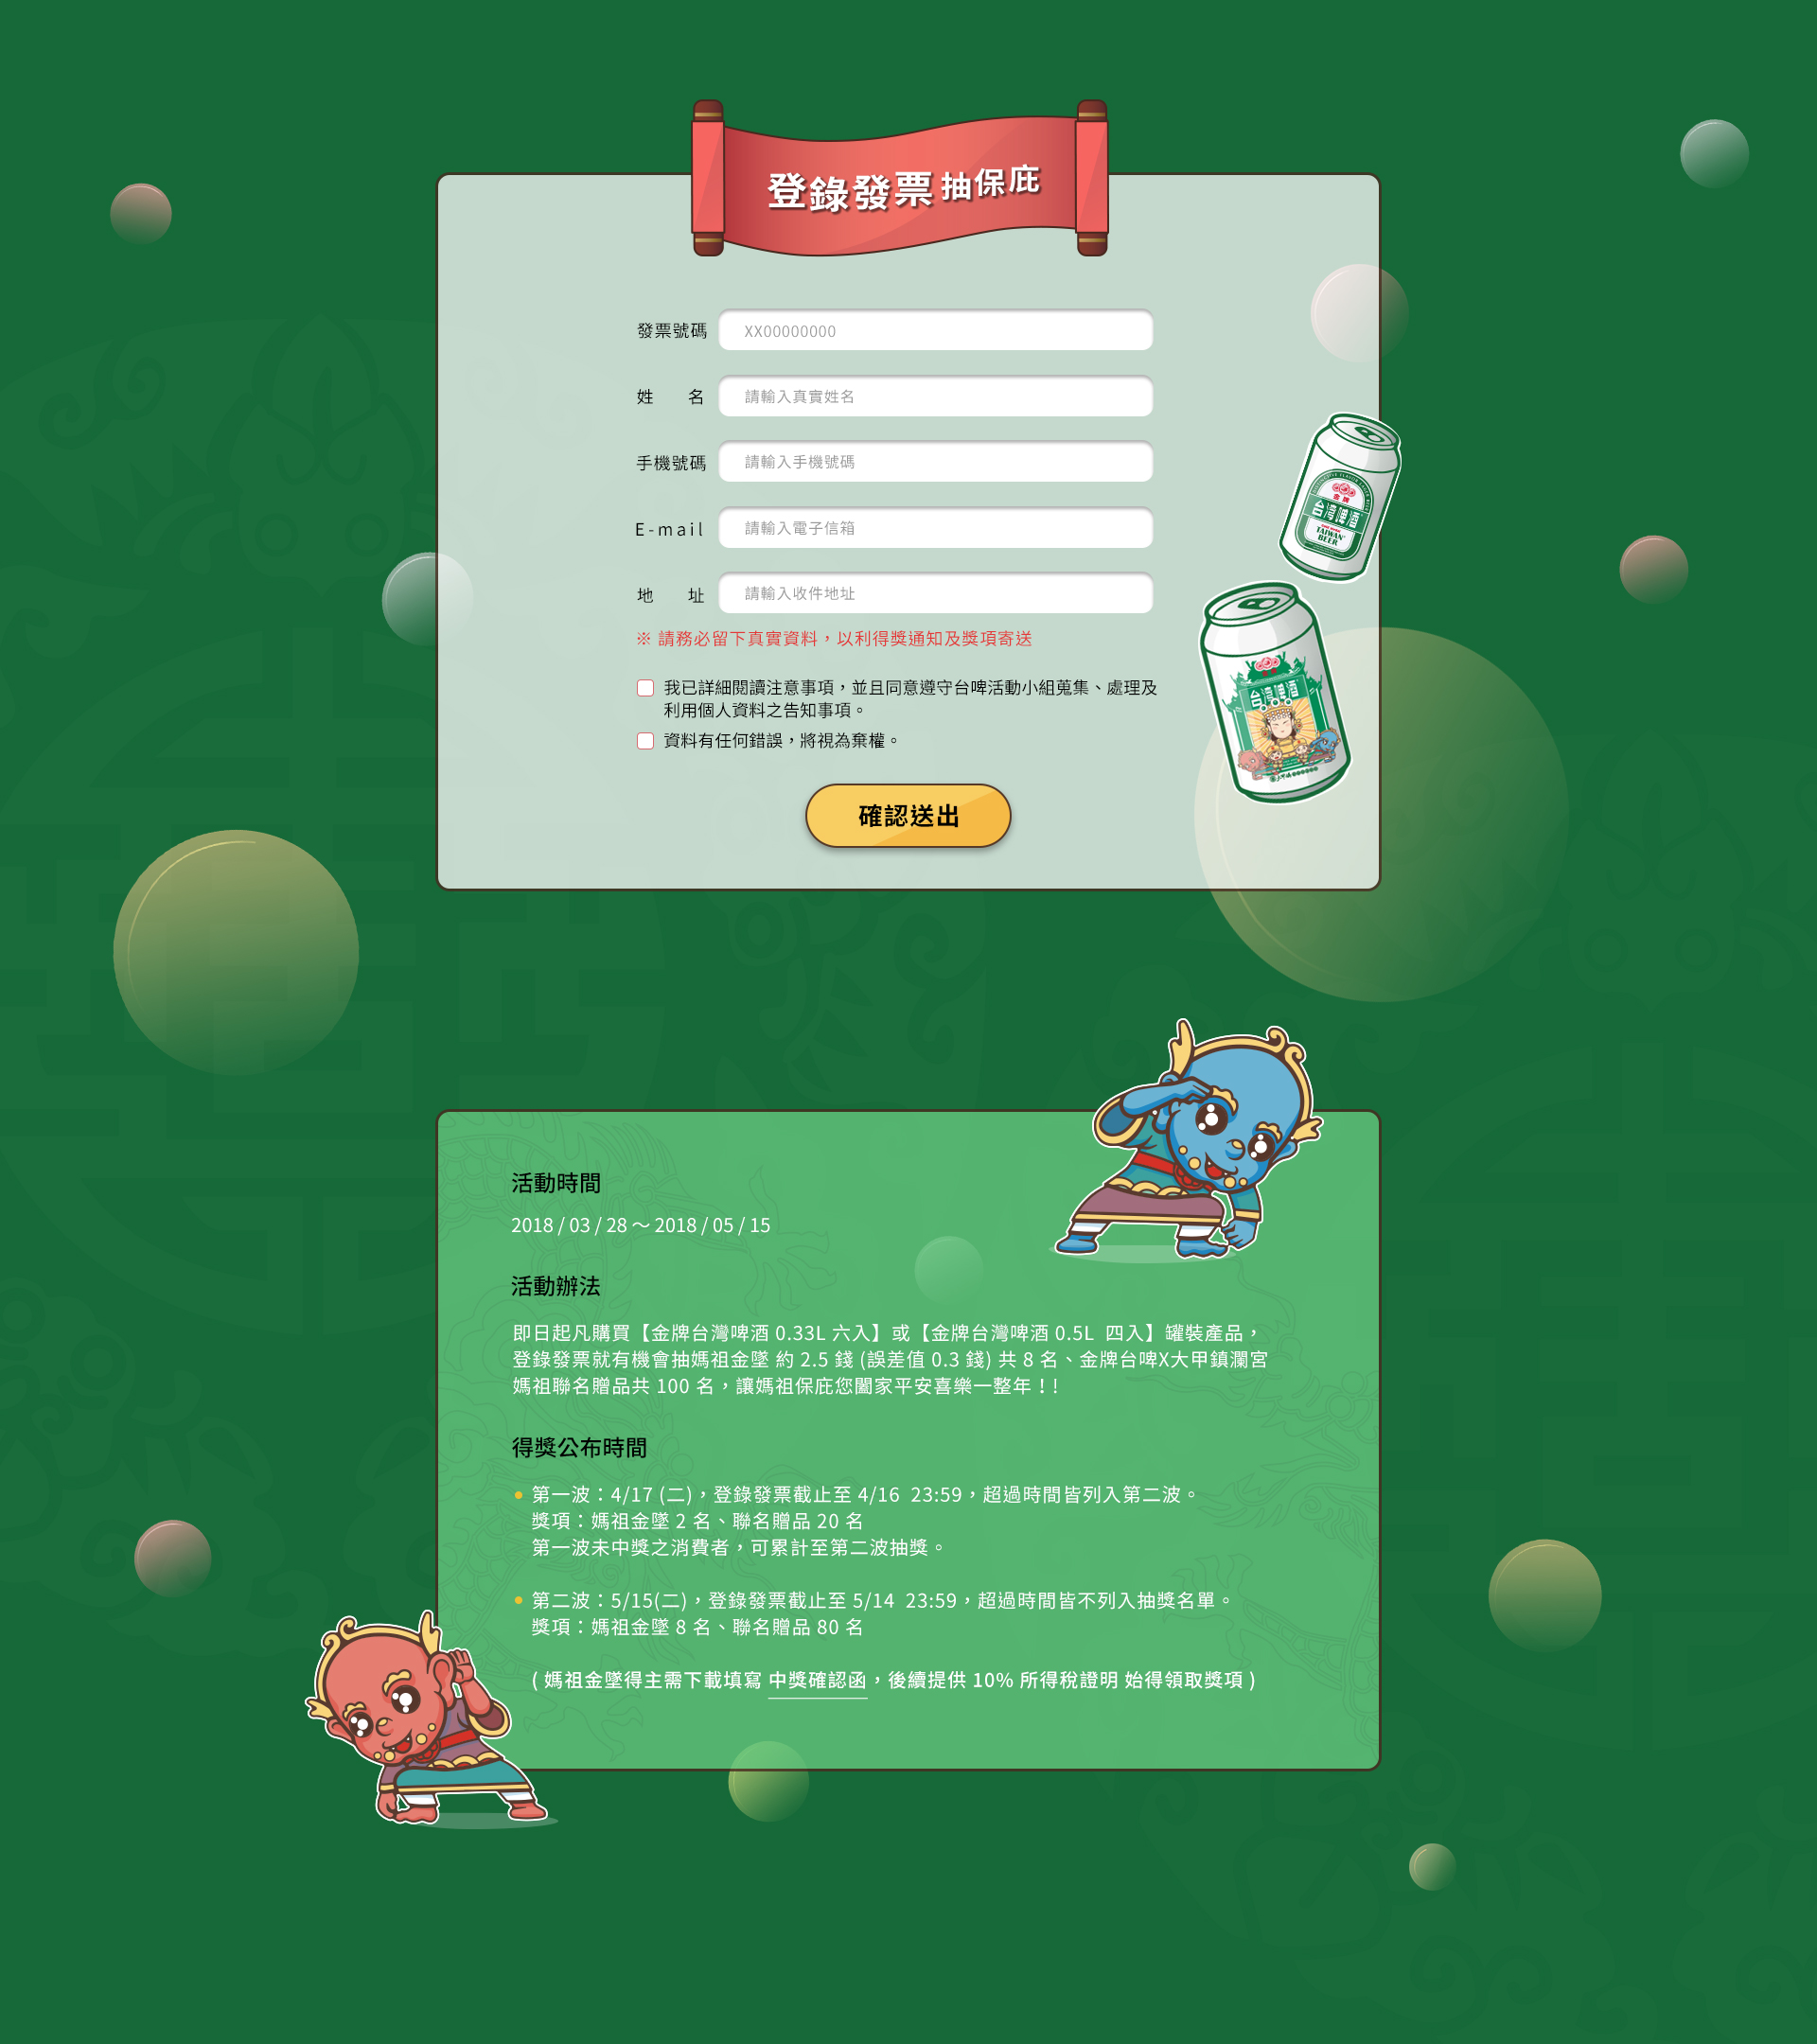 登錄發票抽保庇
發票號碼 XX00000000
姓 名 請輸入真實姓名
手機號碼 請輸入手機號碼
E-mail 請輸入電子信箱
地 址 請輸入收件地址
※ 請務必留下真實資料，以利得獎通知及獎項寄送
我已詳細閱讀注意事項，並且同意遵守台啤活動小組蒐集、處理及
利用個人資料之告知事項。
資料有任何錯誤，將視為棄權。
確認送出
金牌
台灣啤酒
TAIWAN
BEER
台灣啤酒
活動時間
2018 / 03 / 28 ～ 2018 / 05 / 15
活動辦法
即日起凡購買【金牌台灣啤酒 0.33L 六入】或【金牌台灣啤酒 0.5L 四入】罐裝產品，
登錄發票就有機會抽媽祖金墜 約 2.5 錢 (誤差值 0.3 錢) 共 8 名、金牌台啤X大甲鎮瀾宮
媽祖聯名贈品共 100 名，讓媽祖保庇您闔家平安喜樂一整年！!
得獎公布時間
• 第一波：4/17 (二)，登錄發票截止至 4/16 23:59，超過時間皆列入第二波。
獎項：媽祖金墜 2 名、聯名贈品 20 名
第一波未中獎之消費者，可累計至第二波抽獎。
• 第二波：5/15(二)，登錄發票截止至 5/14 23:59，超過時間皆不列入抽獎名單。
獎項：媽祖金墜 8 名、聯名贈品 80 名
( 媽祖金墜得主需下載填寫 中獎確認函，後續提供 10% 所得稅證明 始得領取獎項 )